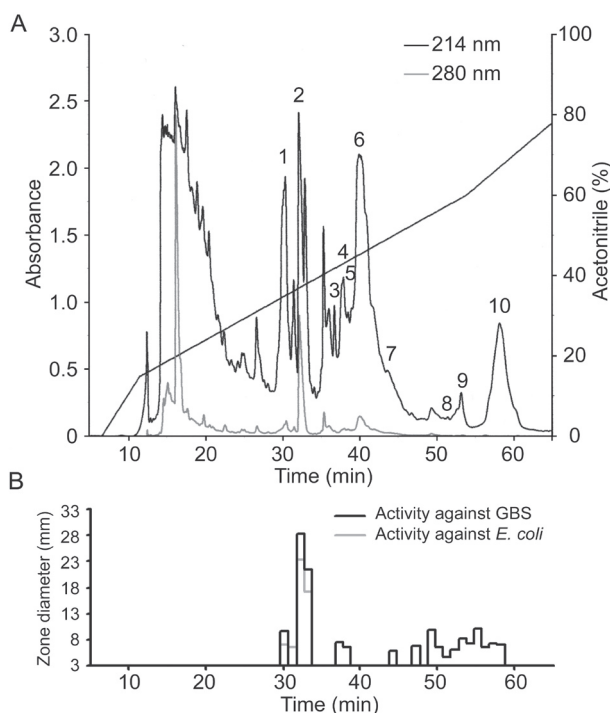 A
3.0
2.5
2.0
1.5
1.0
0.5
0
Absorbance
100
80
60
40
20
0
Acetonitrile (%)
214 nm
280 nm
1
2
3
4
5
6
7
8
9
10
10 20 30 40 50 60
Time (min)
B
33
28
23
18
13
8
3
Zone diameter (mm)
Activity against GBS
Activity against E. coli
10 20 30 40 50 60
Time (min)